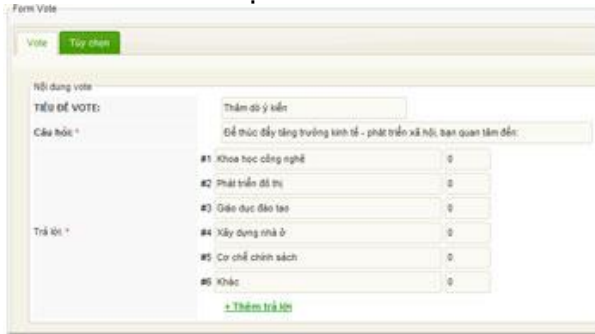 Form Vote
Vote Tùy chọn
Nội dung vote
TIÊU ĐỀ VOTE: Thăm dò ý kiến
Câu hỏi: * Để thúc đẩy tăng trưởng kinh tế - phát triển xã hội, bạn quan tâm đến:
#1 Khoa học công nghệ 0
#2 Phát triển đô thị 0
#3 Giáo dục đào tạo 0
Trả lời: * #4 Xây dựng nhà ở 0
#5 Cơ chế chính sách 0
#6 Khác 0
+ Thêm trả lời